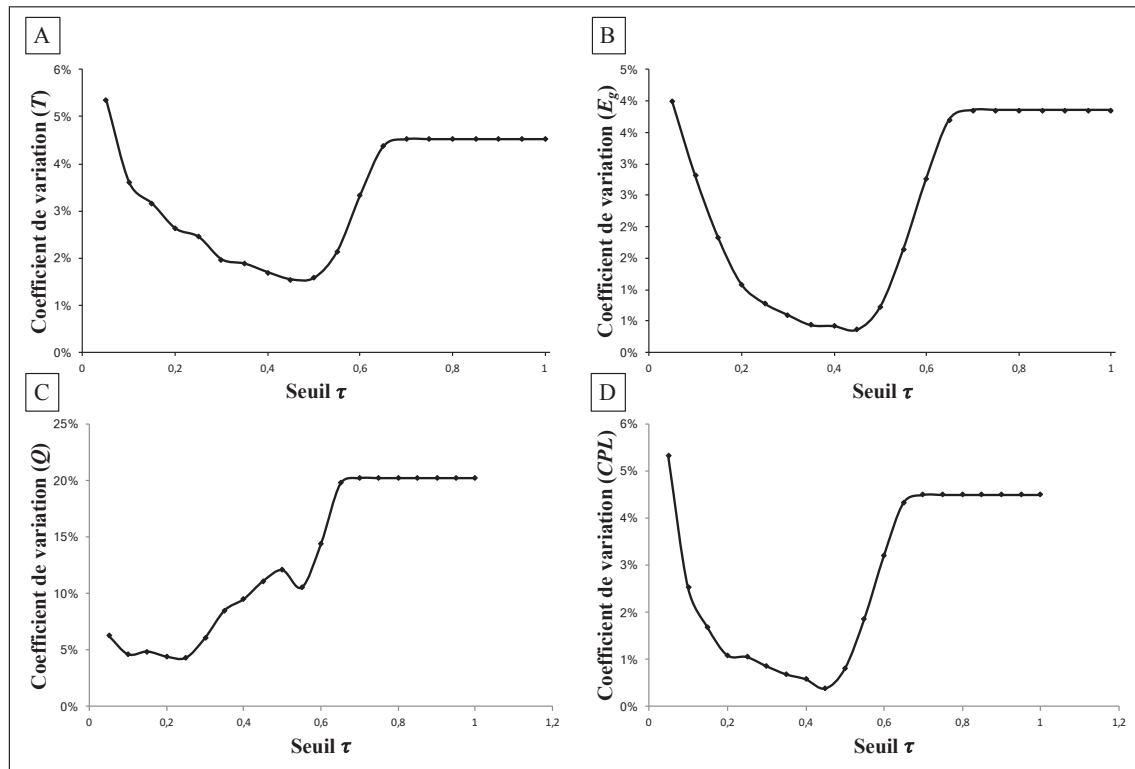 A
Coefficient de variation (T)
6%
5%
4%
3%
2%
1%
0%
0 0,2 0,4 0,6 0,8 1
Seuil τ
B
Coefficient de variation (E_g)
5%
4%
4%
3%
3%
2%
2%
1%
1%
0%
0 0,2 0,4 0,6 0,8 1
Seuil τ
C
Coefficient de variation (Q)
25%
20%
15%
10%
5%
0%
0 0,2 0,4 0,6 0,8 1 1,2
Seuil τ
D
Coefficient de variation (CPL)
6%
5%
4%
3%
2%
1%
0%
0 0,2 0,4 0,6 0,8 1 1,2
Seuil τ